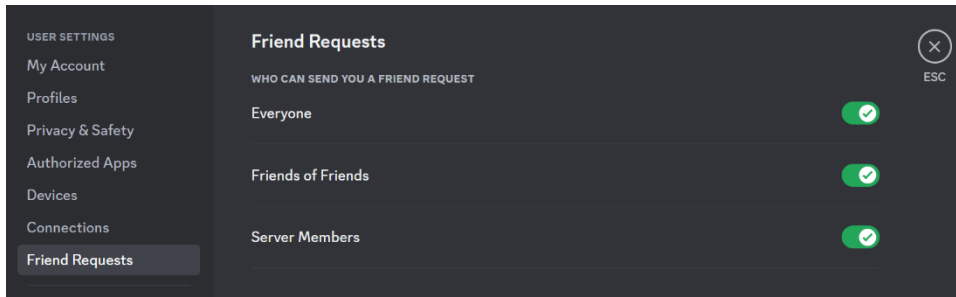 USER SETTINGS
My Account
Profiles
Privacy & Safety
Authorized Apps
Devices
Connections
Friend Requests
Friend Requests
WHO CAN SEND YOU A FRIEND REQUEST
Everyone
Friends of Friends
Server Members
ESC